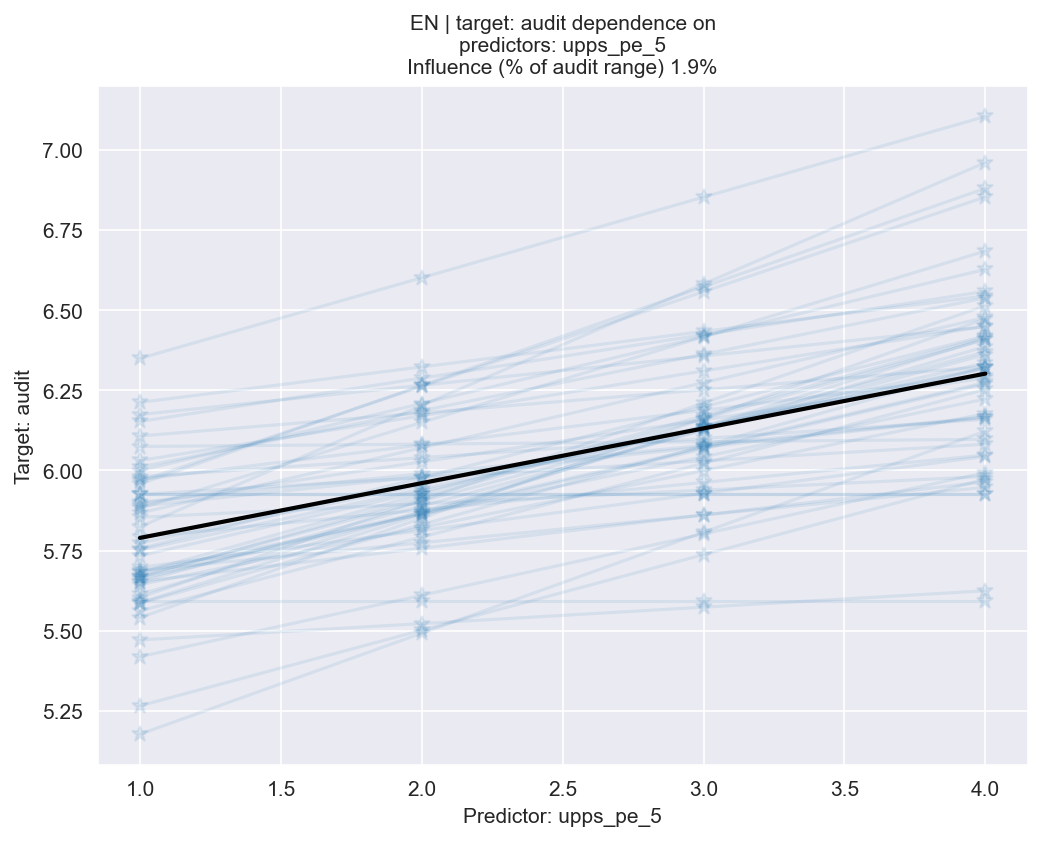 EN | target: audit dependence on
predictors: upps_pe_5
Influence (% of audit range) 1.9%
7.00
6.75
6.50
6.25
6.00
5.75
5.50
5.25
Target: audit
1.0 1.5 2.0 2.5 3.0 3.5 4.0
Predictor: upps_pe_5